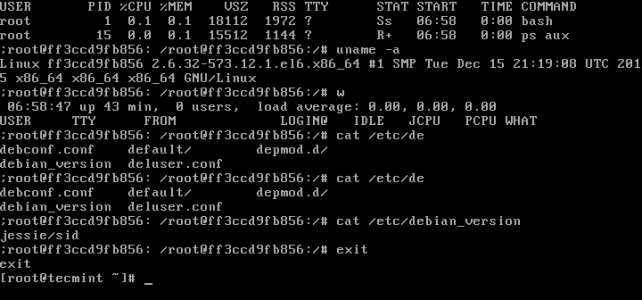 USER       PID %CPU %MEM    VSZ   RSS TTY      STAT START   TIME COMMAND
root         1  0.1  0.1  18112  1972 ?        Ss   06:58   0:00 bash
root        15  0.0  0.1  15512  1144 ?        R+   06:58   0:00 ps aux
;root@ff3ccd9fb856: /root@ff3ccd9fb856:/# uname -a
Linux ff3ccd9fb856 2.6.32-573.12.1.el6.x86_64 #1 SMP Tue Dec 15 21:19:08 UTC 201
5 x86_64 x86_64 x86_64 GNU/Linux
;root@ff3ccd9fb856: /root@ff3ccd9fb856:/# w
 06:58:47 up 43 min,  0 users,  load average: 0.00, 0.00, 0.00
USER     TTY      FROM             LOGIN@   IDLE   JCPU   PCPU WHAT
;root@ff3ccd9fb856: /root@ff3ccd9fb856:/# cat /etc/de
debconf.conf    default/        depmod.d/
debian_version  deluser.conf
;root@ff3ccd9fb856: /root@ff3ccd9fb856:/# cat /etc/de
debconf.conf    default/        depmod.d/
debian_version  deluser.conf
;root@ff3ccd9fb856: /root@ff3ccd9fb856:/# cat /etc/debian_version
jessie/sid
;root@ff3ccd9fb856: /root@ff3ccd9fb856:/# exit
exit
[root@tecmint ~]# _